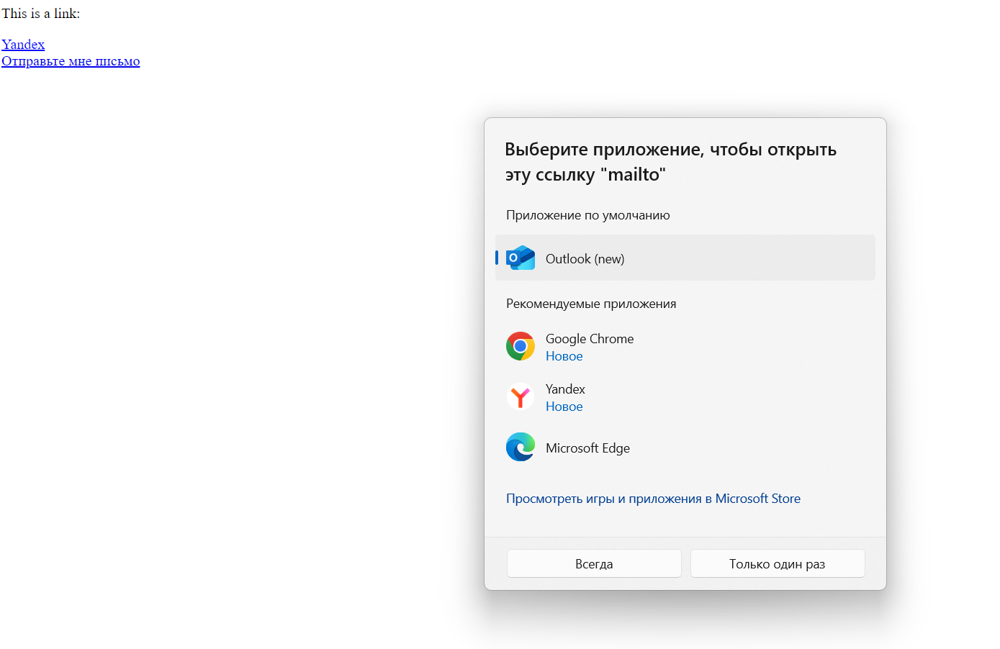 This is a link:
Yandex
Отправьте мне письмо
Выберите приложение, чтобы открыть
эту ссылку "mailto"
Приложение по умолчанию
Outlook (new)
Рекомендуемые приложения
Google Chrome
Новое
Yandex
Новое
Microsoft Edge
Просмотреть игры и приложения в Microsoft Store
Всегда
Только один раз